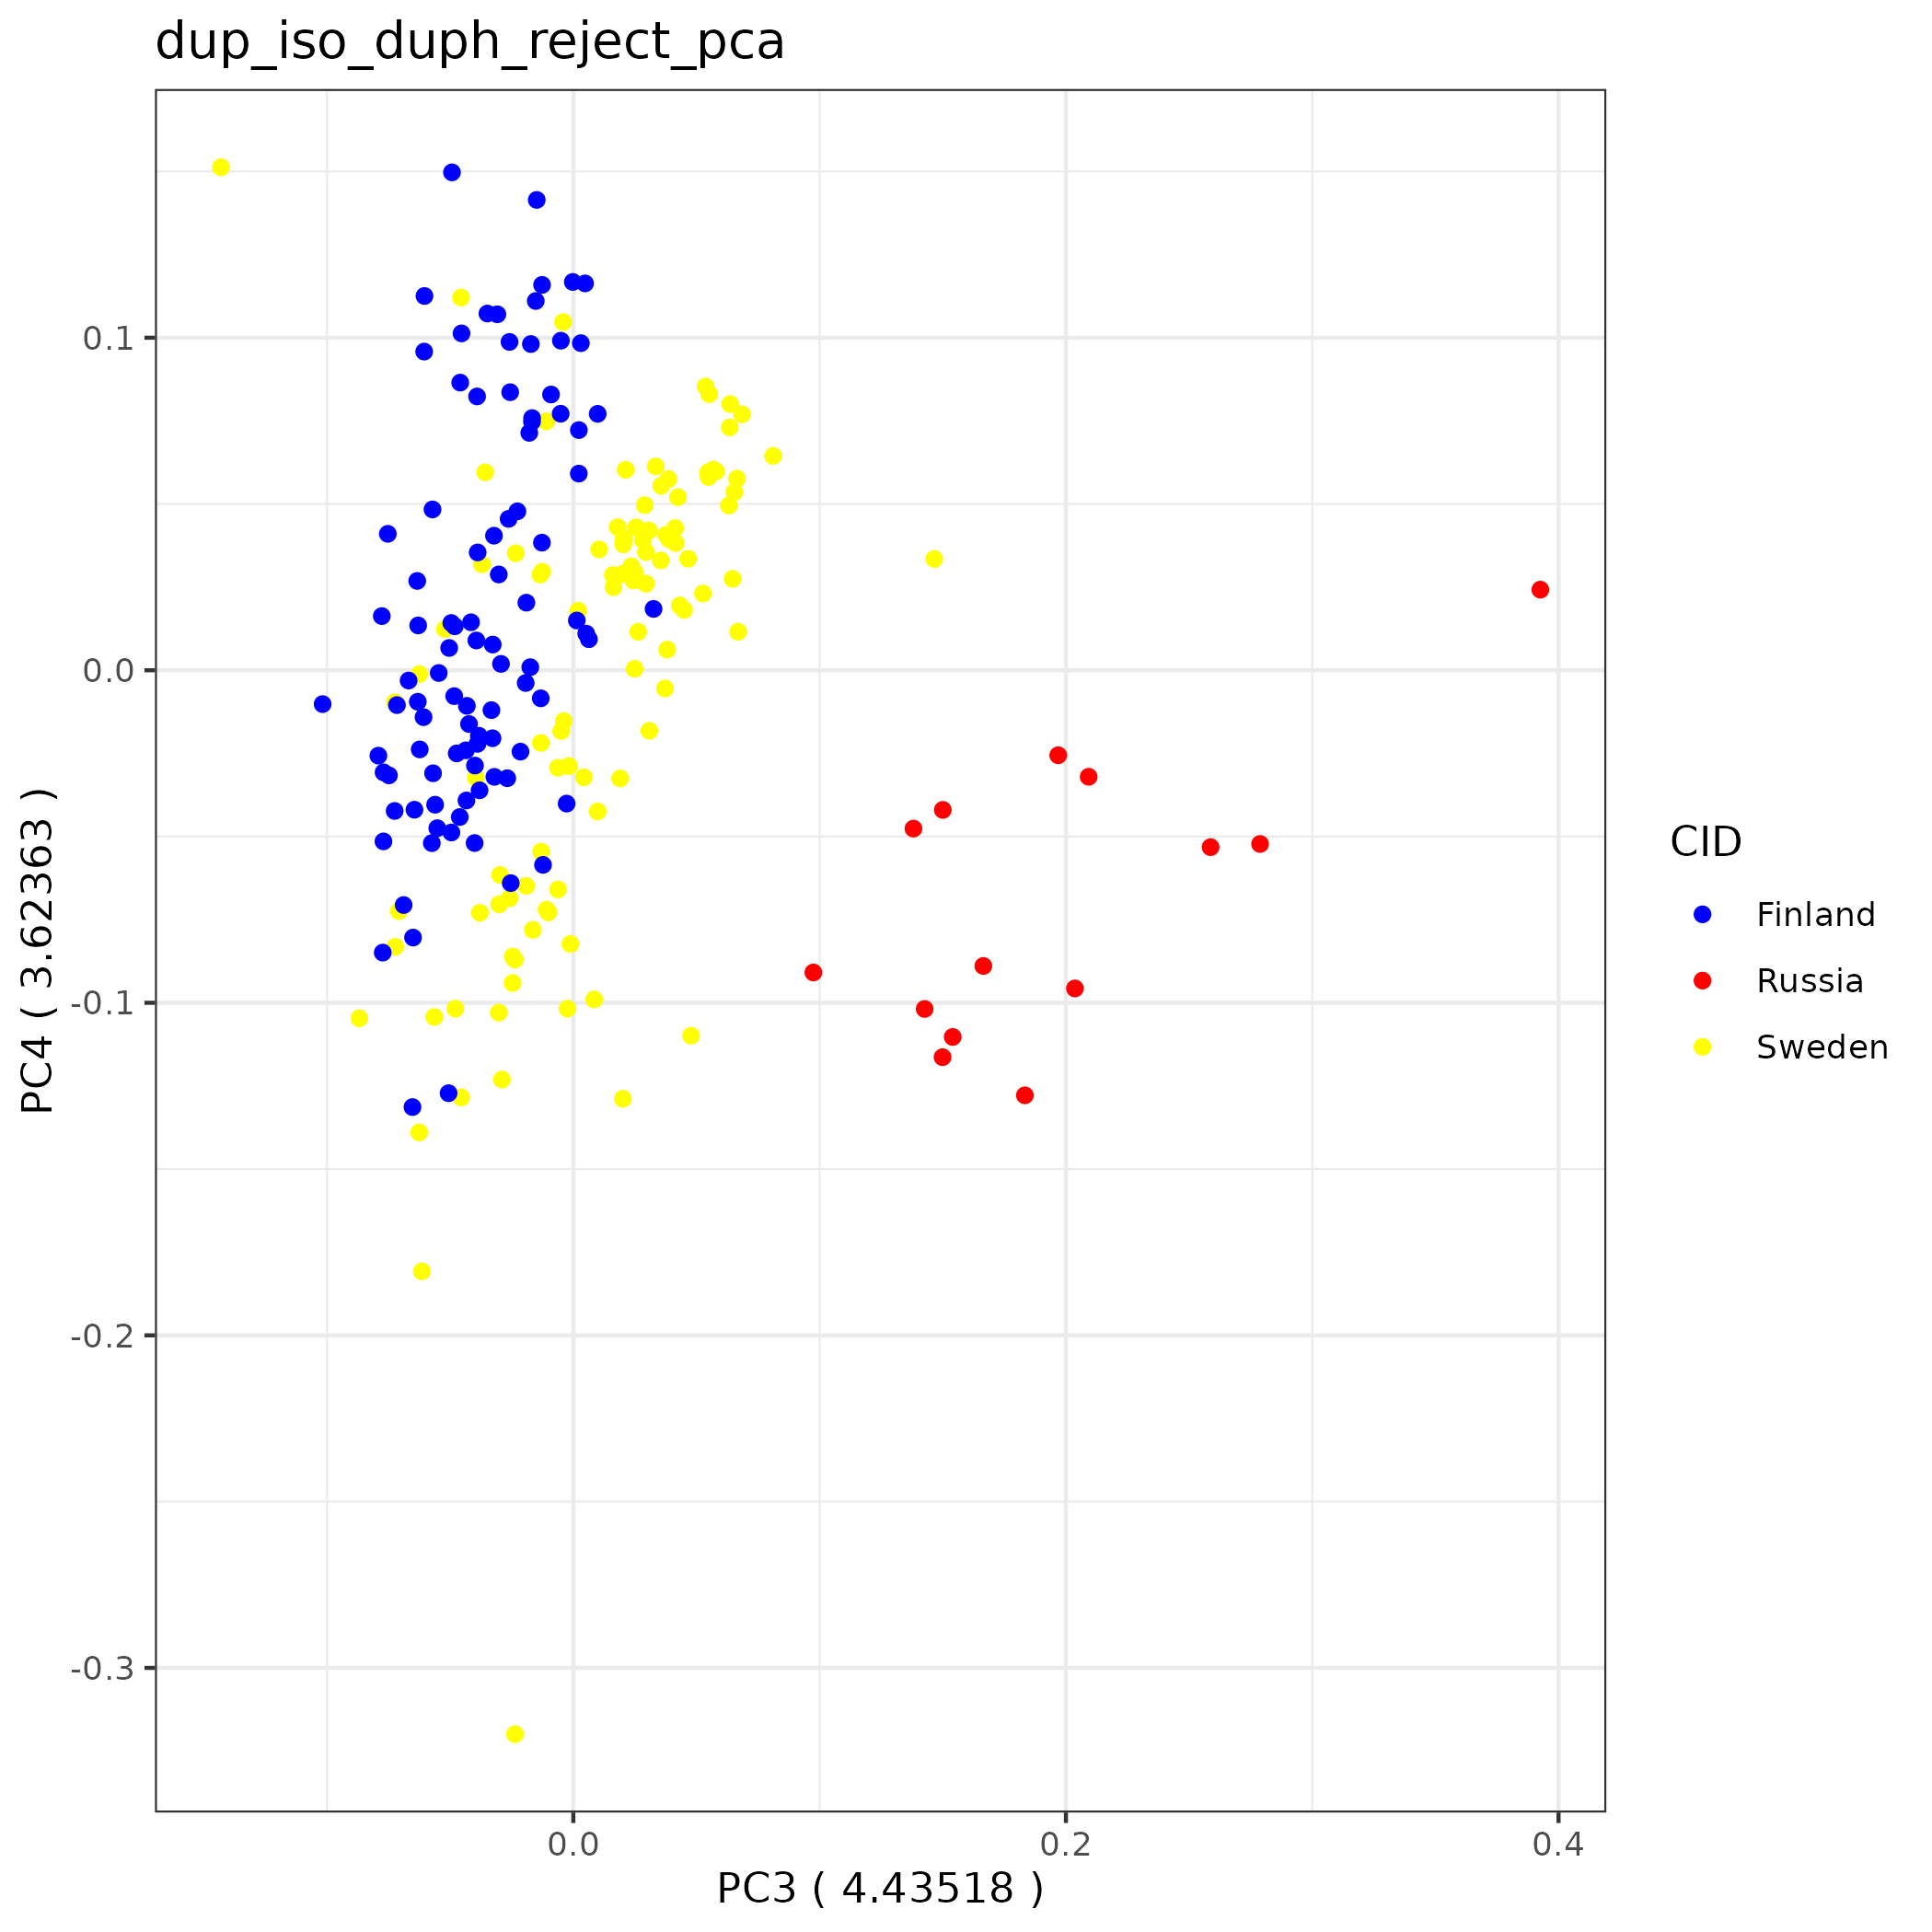 dup_iso_duph_reject_pca
0.1
0.0
-0.1
-0.2
-0.3
PC4 ( 3.62363 )
0.0
0.2
0.4
PC3 ( 4.43518 )
CID
Finland
Russia
Sweden